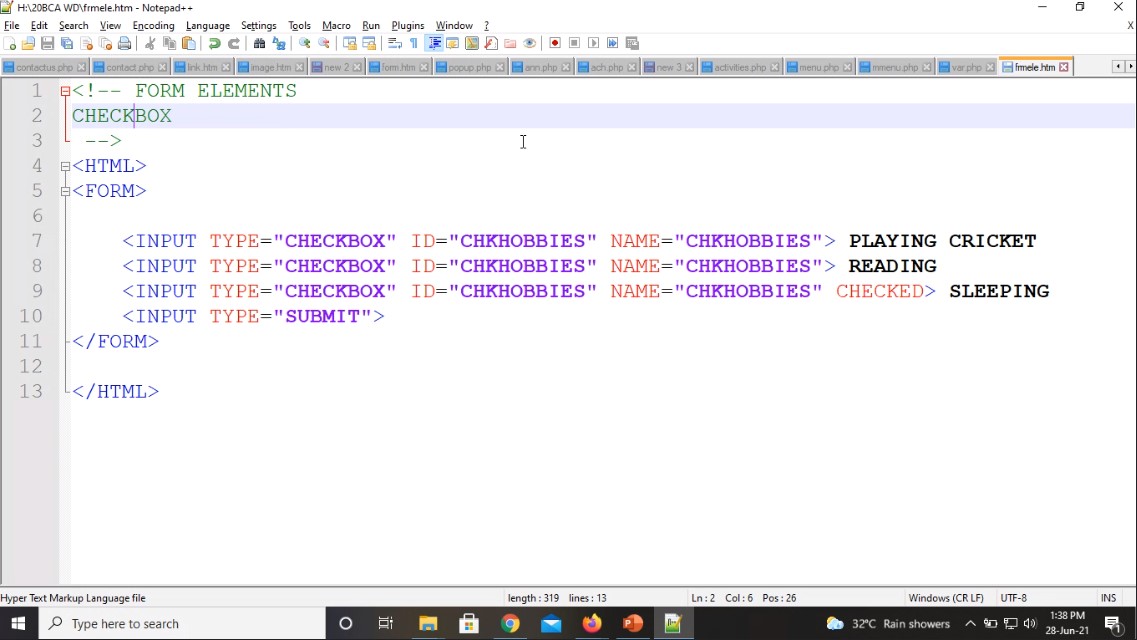 H:\20BCA WD\frmele.htm - Notepad++
File Edit Search View Encoding Language Settings Tools Macro Run Plugins Window ? X
contactus.php contact.php link.htm image.htm new 2 form.htm popup.php ann.php ach.php new 3 activities.php menu.php mmenu.php var.php frmele.htm
1 <!-- FORM ELEMENTS
2 CHECKBOX
3 -->
4 <HTML>
5 <FORM>
6
7 <INPUT TYPE="CHECKBOX" ID="CHKHOBBIES" NAME="CHKHOBBIES"> PLAYING CRICKET
8 <INPUT TYPE="CHECKBOX" ID="CHKHOBBIES" NAME="CHKHOBBIES"> READING
9 <INPUT TYPE="CHECKBOX" ID="CHKHOBBIES" NAME="CHKHOBBIES" CHECKED> SLEEPING
10 <INPUT TYPE="SUBMIT">
11 </FORM>
12
13 </HTML>
Hyper Text Markup Language file length : 319 lines : 13 Ln : 2 Col : 6 Pos : 26 Windows (CR LF) UTF-8 INS
Type here to search 32°C Rain showers 1:38 PM
28-Jun-21 1